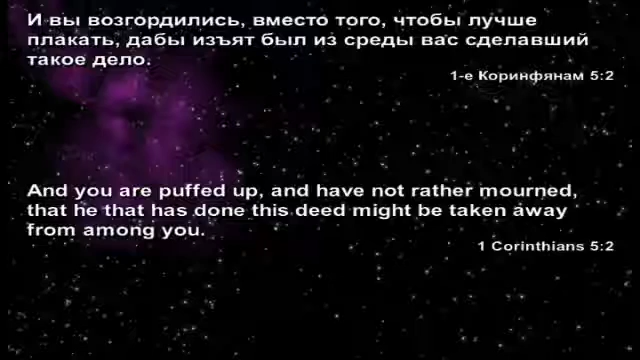 И вы возгордились, вместо того, чтобы лучше
плакать, дабы изъят был из среды вас сделавший
такое дело.
1-е Коринфянам 5:2
And you are puffed up, and have not rather mourned,
that he that has done this deed might be taken away
from among you.
1 Corinthians 5:2